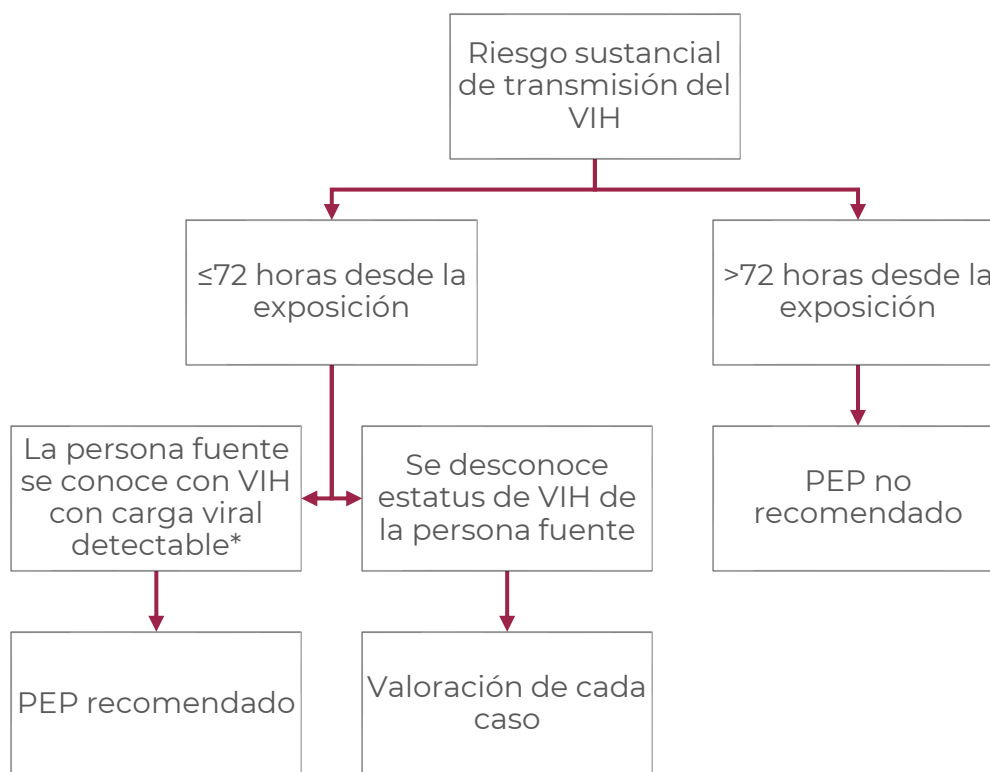 Riesgo sustancial
de transmisión del
VIH
≤72 horas desde la
exposición
>72 horas desde la
exposición
La persona fuente
se conoce con VIH
con carga viral
detectable*
Se desconoce
estatus de VIH de
la persona fuente
PEP no
recomendado
PEP recomendado
Valoración de cada
caso